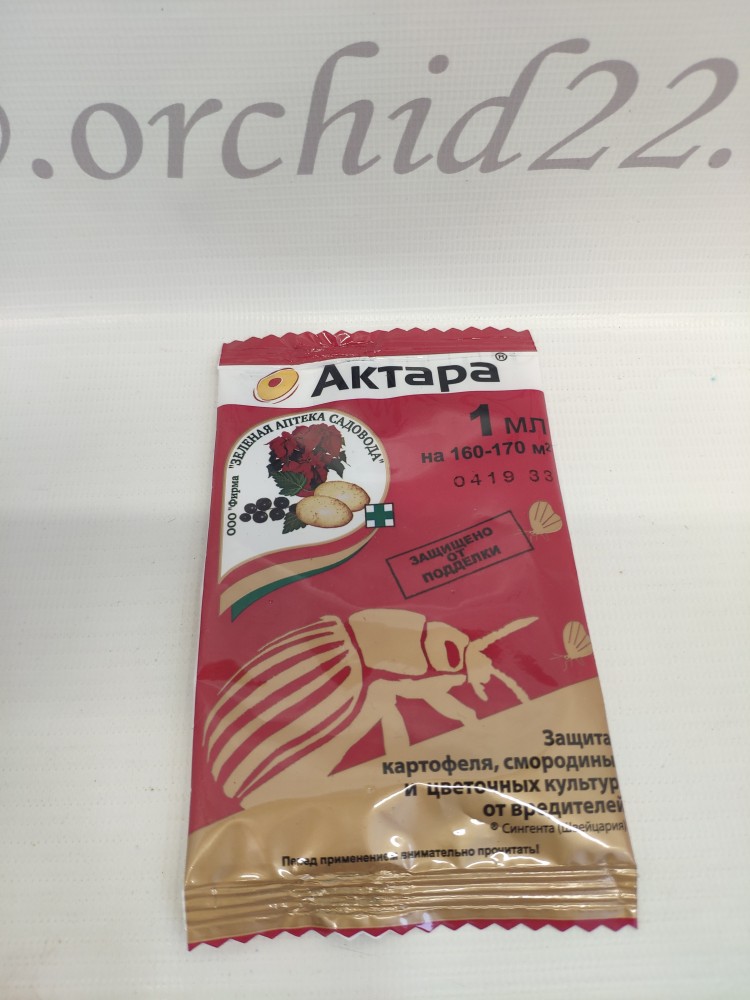 .orchid22.
Актара®
1 мл
на 160-170 м²
0419 33
ООО "Фирма "ЗЕЛЕНАЯ АПТЕКА САДОВОДА"
ЗАЩИЩЕНО
ОТ
ПОДДЕЛКИ
Защита
картофеля, смородины
и цветочных культур
от вредителей
® Сингента (Швейцария)
Перед применением внимательно прочитать!